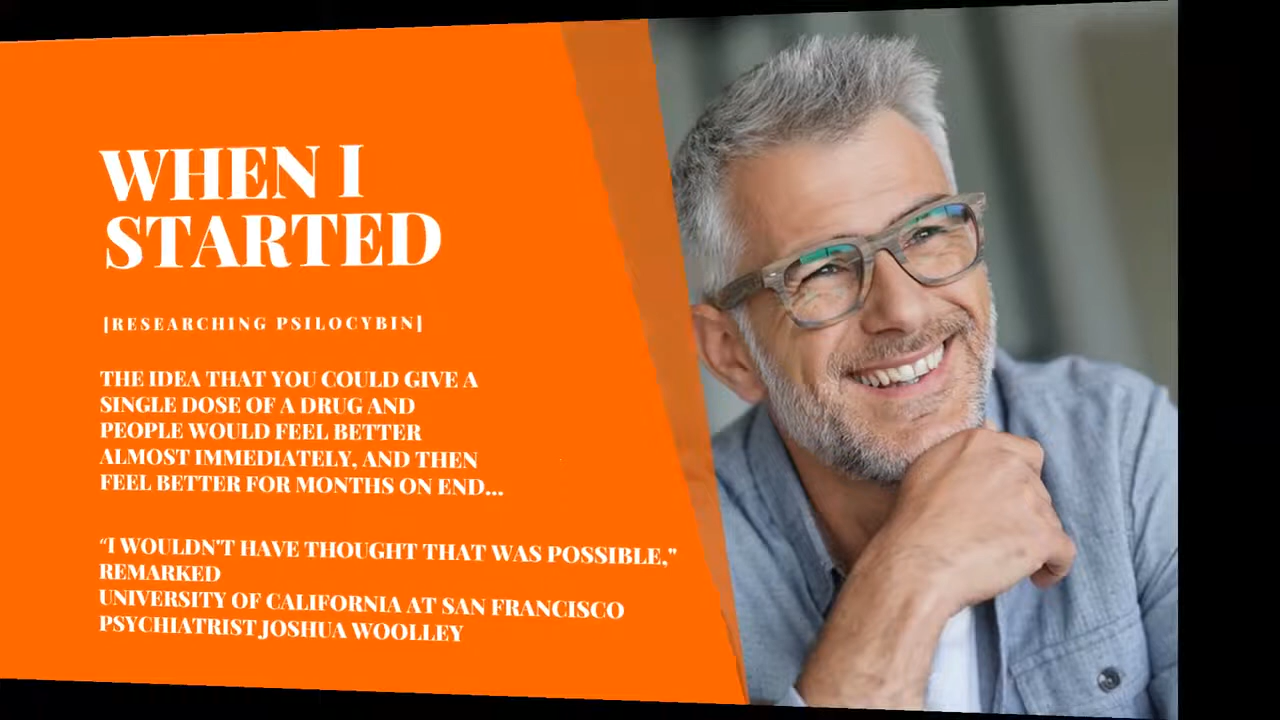 WHEN I
STARTED
[RESEARCHING PSILOCYBIN]
THE IDEA THAT YOU COULD GIVE A
SINGLE DOSE OF A DRUG AND
PEOPLE WOULD FEEL BETTER
ALMOST IMMEDIATELY, AND THEN
FEEL BETTER FOR MONTHS ON END...
“I WOULDN'T HAVE THOUGHT THAT WAS POSSIBLE,"
REMARKED
UNIVERSITY OF CALIFORNIA AT SAN FRANCISCO
PSYCHIATRIST JOSHUA WOOLLEY